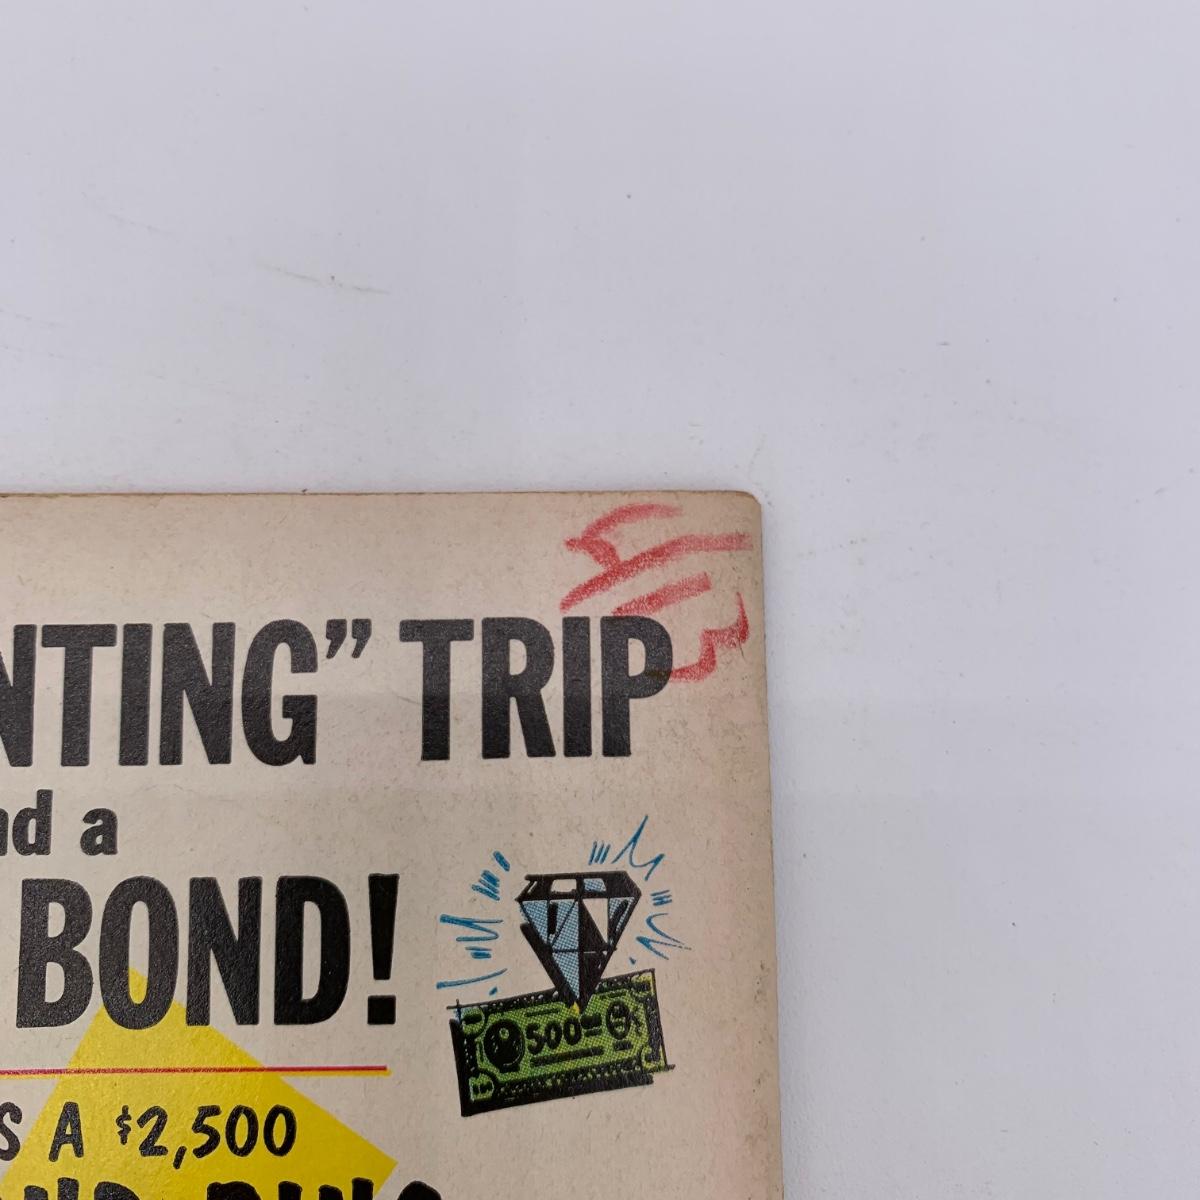 NTING” TRIP
nd a
BOND!
500
S A $2,500